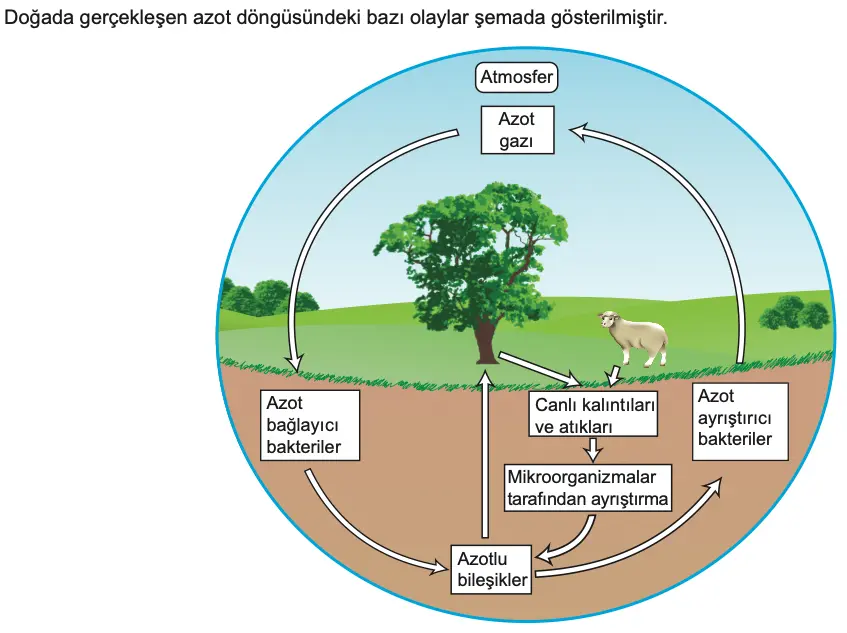 Doğada gerçekleşen azot döngüsündeki bazı olaylar şemada gösterilmiştir.
Atmosfer
Azot
gazı
Azot
bağlayıcı
bakteriler
Canlı kalıntıları
ve atıkları
Azot
ayrıştırıcı
bakteriler
Mikroorganizmalar
tarafından ayrıştırma
Azotlu
bileşikler